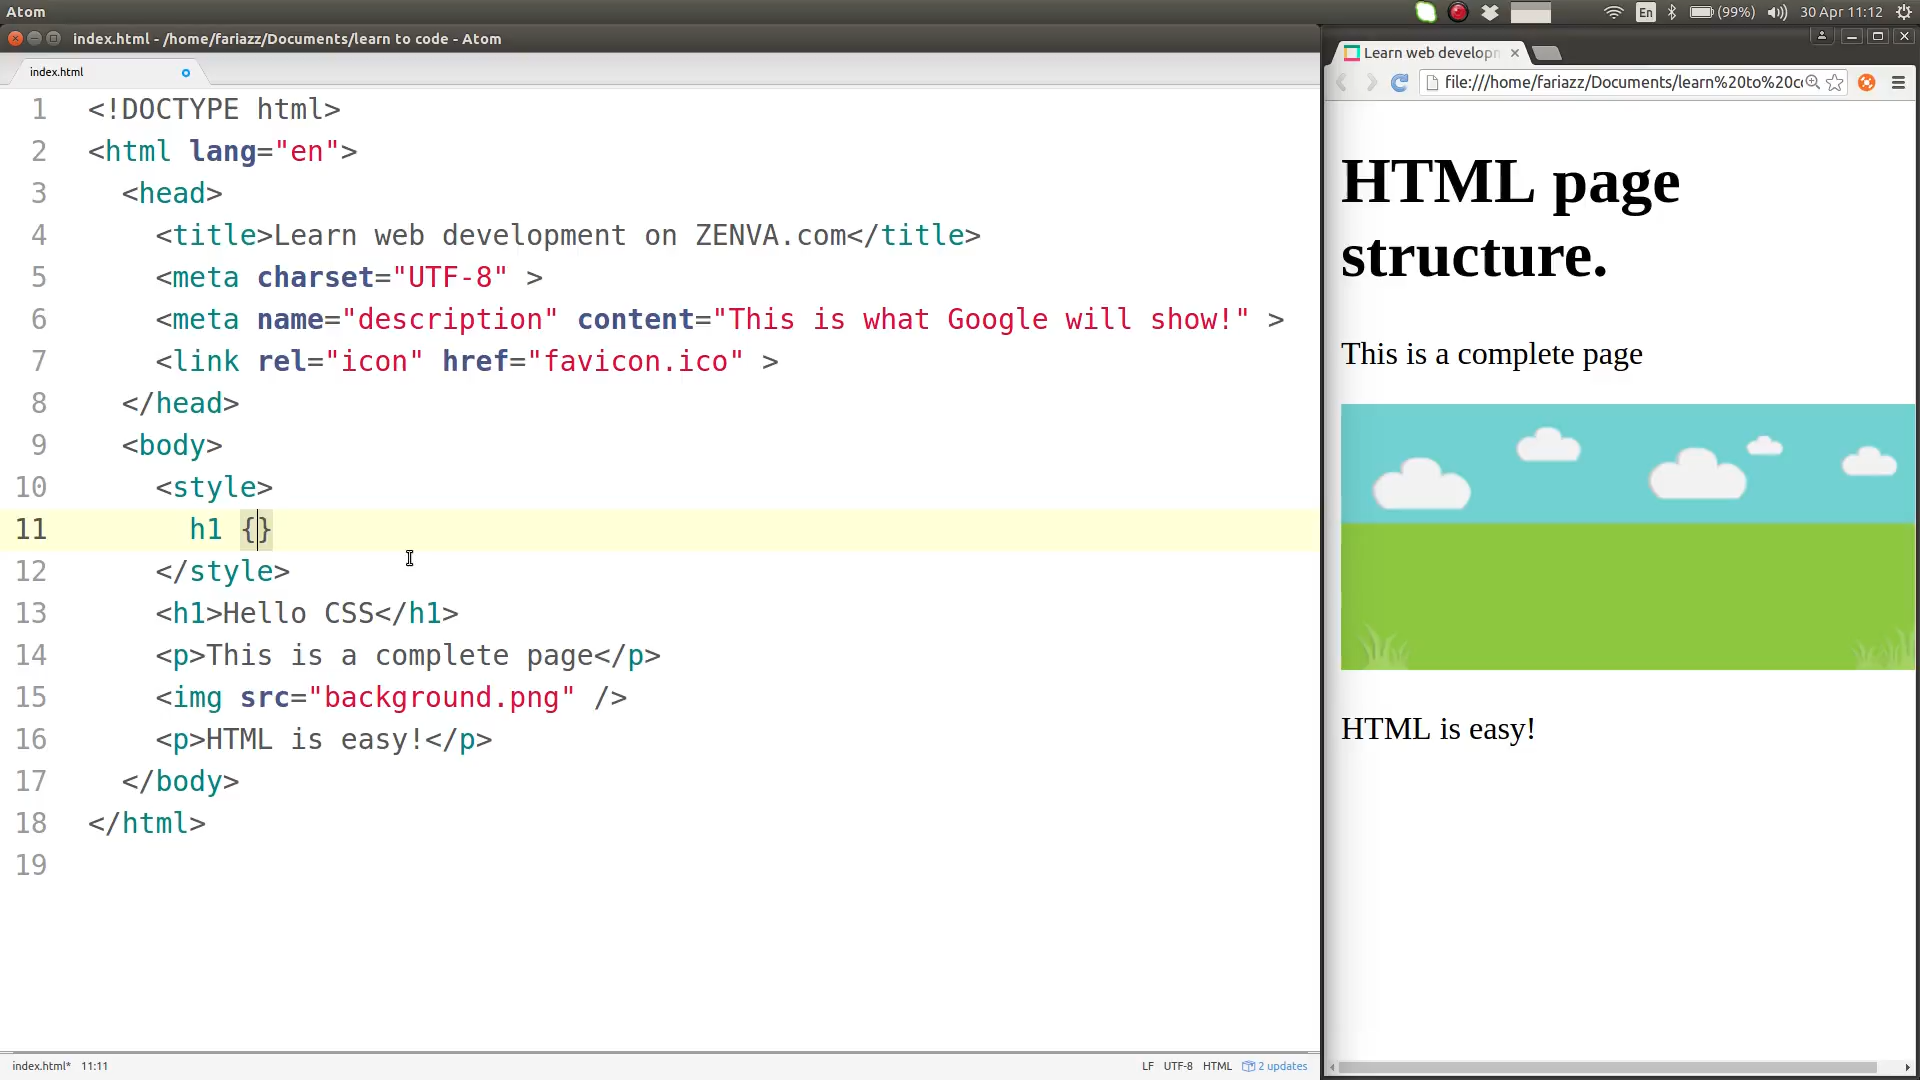 Atom
En
(99%)
30 Apr 11:12
index.html - /home/fariazz/Documents/learn to code - Atom
index.html
1 <!DOCTYPE html>
2 <html lang="en">
3 <head>
4 <title>Learn web development on ZENVA.com</title>
5 <meta charset="UTF-8" >
6 <meta name="description" content="This is what Google will show!" >
7 <link rel="icon" href="favicon.ico" >
8 </head>
9 <body>
10 <style>
11 h1 {}
12 </style>
13 <h1>Hello CSS</h1>
14 <p>This is a complete page</p>
15 <img src="background.png" />
16 <p>HTML is easy!</p>
17 </body>
18 </html>
19
index.html* 11:11
LF UTF-8 HTML 2 updates
Learn web developm
file:///home/fariazz/Documents/learn%20to%20co
HTML page
structure.
This is a complete page
HTML is easy!